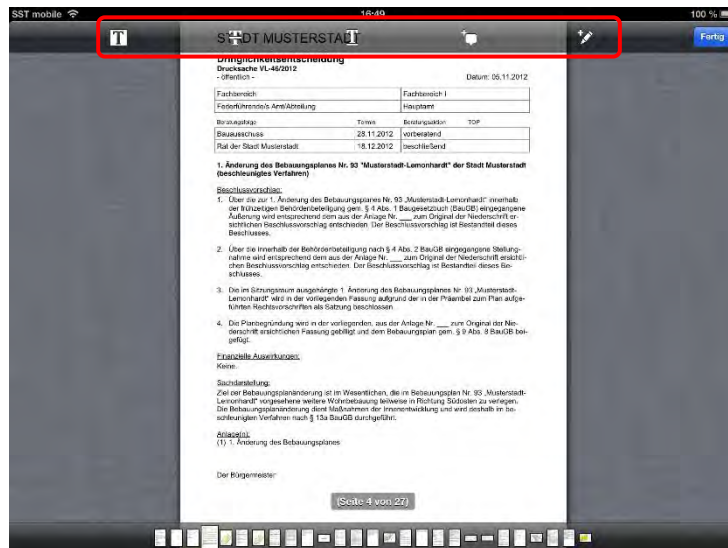 SST mobile 16:49 100 %
T STADT MUSTERSTADT T Fertig
Dringlichkeitsentscheidung
Drucksache VL-46/2012
- öffentlich - Datum: 05.11.2012
Fachbereich Fachbereich I
Federführende/s Amt/Abteilung Hauptamt
Beratungsfolge Termin Beratungsaktion TOP
Bauausschuss 28.11.2012 vorberatend
Rat der Stadt Musterstadt 18.12.2012 beschließend
1. Änderung des Bebauungsplanes Nr. 93 "Musterstadt-Lemonhardt" der Stadt Musterstadt
(beschleunigtes Verfahren)
Beschlussvorschlag:
1. Über die zur 1. Änderung des Bebauungsplanes Nr. 93 „Musterstadt-Lemonhardt" innerhalb
der frühzeitigen Behördenbeteiligung gem. § 4 Abs. 1 Baugesetzbuch (BauGB) eingegangene
Äußerung wird entsprechend dem aus der Anlage Nr. ___ zum Original der Niederschrift er-
sichtlichen Beschlussvorschlag entschieden. Der Beschlussvorschlag ist Bestandteil dieses
Beschlusses.
2. Über die innerhalb der Behördenbeteiligung nach § 4 Abs. 2 BauGB eingegangene Stellung-
nahme wird entsprechend dem aus der Anlage Nr. ___ zum Original der Niederschrift ersichtli-
chen Beschlussvorschlag entschieden. Der Beschlussvorschlag ist Bestandteil dieses Be-
schlusses.
3. Die im Sitzungsraum ausgehängte 1. Änderung des Bebauungsplanes Nr. 93 „Musterstadt-
Lemonhardt" wird in der vorliegenden Fassung aufgrund der in der Präambel zum Plan aufge-
führten Rechtsvorschriften als Satzung beschlossen.
4. Die Planbegründung wird in der vorliegenden, aus der Anlage Nr. ___ zum Original der Nie-
derschrift ersichtlichen Fassung gebilligt und dem Bebauungsplan gem. § 9 Abs. 8 BauGB bei-
gefügt.
Finanzielle Auswirkungen:
Keine.
Sachdarstellung:
Ziel der Bebauungsplanänderung ist im Wesentlichen, die im Bebauungsplan Nr. 93 „Musterstadt-
Lemonhardt" vorgesehene weitere Wohnbebauung teilweise in Richtung Südosten zu verlegen.
Die Bebauungsplanänderung dient Maßnahmen der Innenentwicklung und wird deshalb im be-
schleunigten Verfahren nach § 13a BauGB durchgeführt.
Anlage(n):
(1) 1. Änderung des Bebauungsplanes
Der Bürgermeister
(Seite 4 von 27)